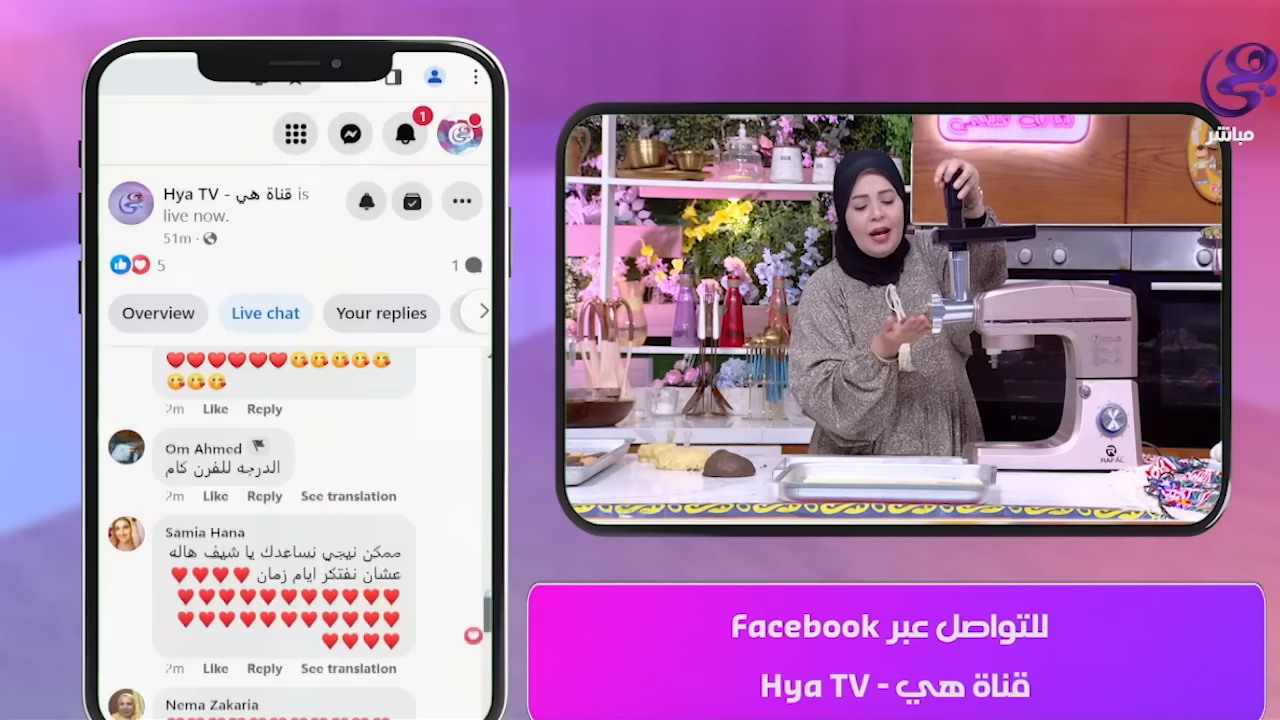 1
Hya TV - قناة هي is
live now.
51m
5
1
Overview
Live chat
Your replies
2m Like Reply
Om Ahmed
الدرجه للفرن كام
2m Like Reply See translation
Samia Hana
ممكن نيجي نساعدك يا شيف هاله
عشان نفتكر ايام زمان
2m Like Reply See translation
Nema Zakaria
مباشر
RAFAL
للتواصل عبر Facebook
قناة هي - Hya TV